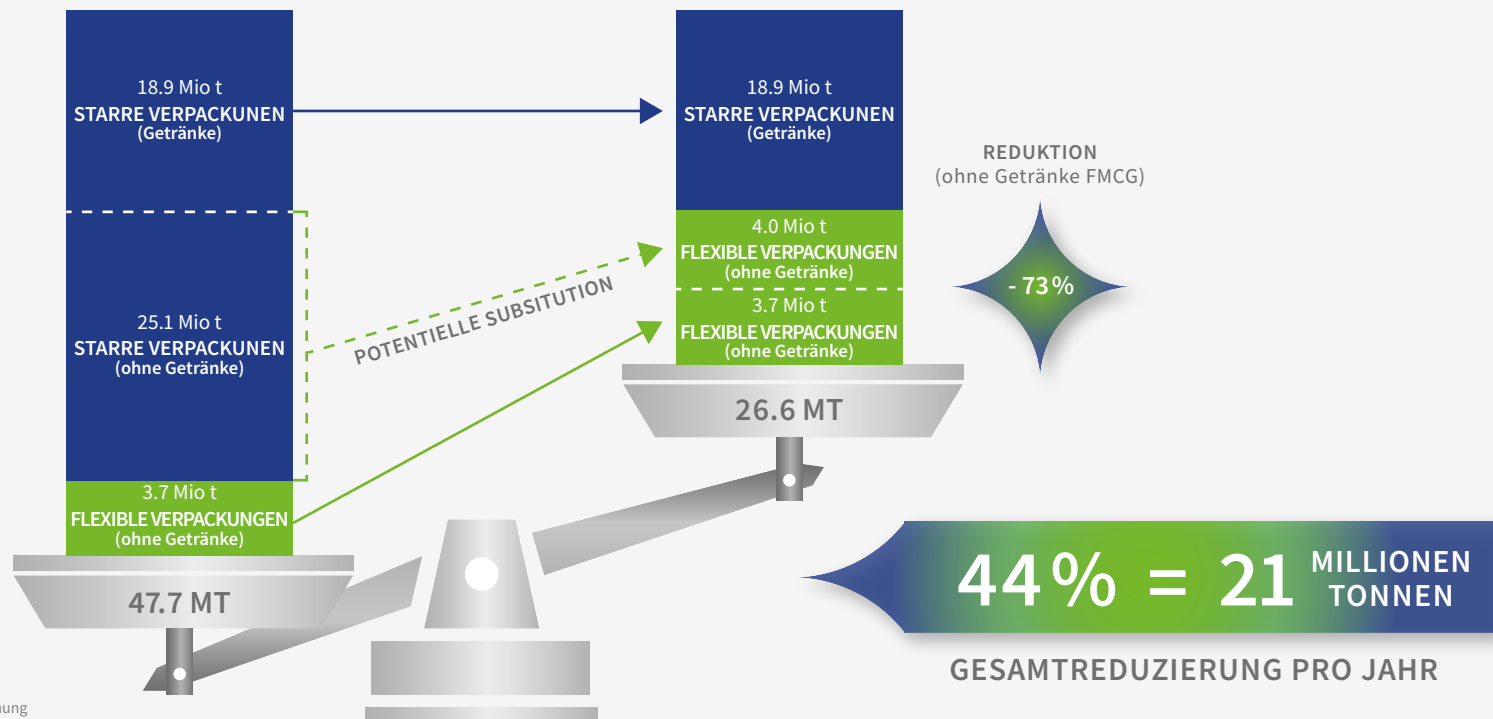 18.9 Mio t
STARRE VERPACKUNEN
(Getränke)
25.1 Mio t
STARRE VERPACKUNEN
(ohne Getränke)
3.7 Mio t
FLEXIBLE VERPACKUNGEN
(ohne Getränke)
47.7 MT
POTENTIELLE SUBSITUTION
18.9 Mio t
STARRE VERPACKUNEN
(Getränke)
4.0 Mio t
FLEXIBLE VERPACKUNGEN
(ohne Getränke)
3.7 Mio t
FLEXIBLE VERPACKUNGEN
(ohne Getränke)
26.6 MT
REDUKTION
(ohne Getränke FMCG)
- 73 %
44 % = 21 MILLIONEN
TONNEN
GESAMTREDUZIERUNG PRO JAHR